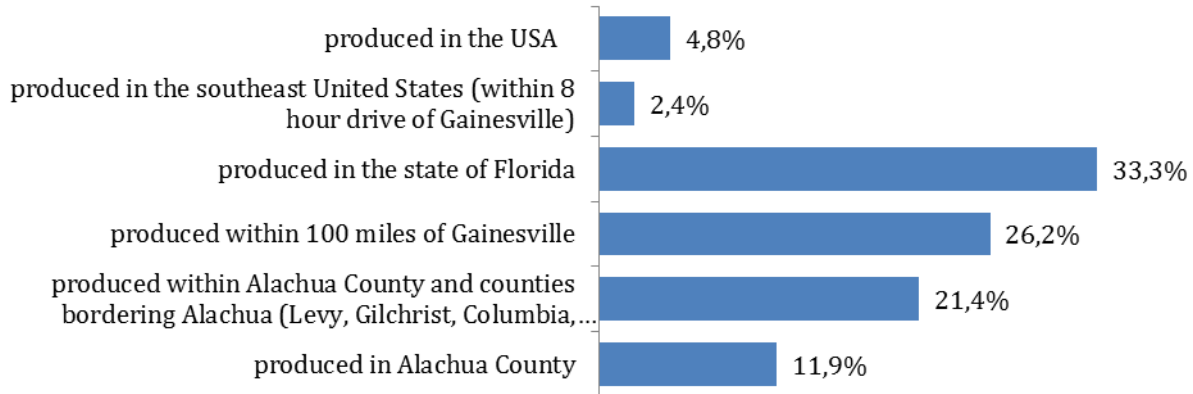 produced in the USA
4,8%
produced in the southeast United States (within 8
hour drive of Gainesville)
2,4%
produced in the state of Florida
33,3%
produced within 100 miles of Gainesville
26,2%
produced within Alachua County and counties
bordering Alachua (Levy, Gilchrist, Columbia,...
21,4%
produced in Alachua County
11,9%